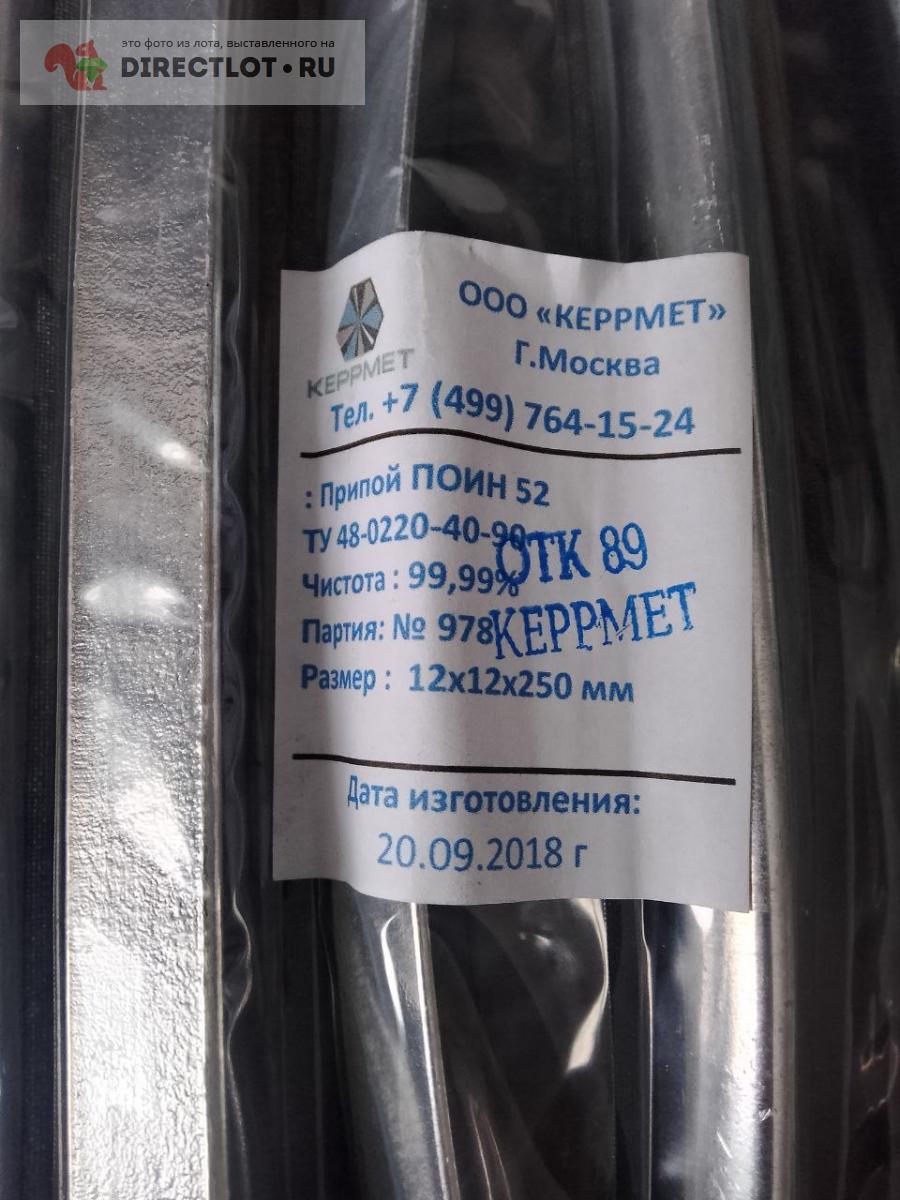 это фото из лота, выставленного на
DIRECTLOT•RU
КЕРРМЕТ
ООО «КЕРРМЕТ»
Г.Москва
Тел. +7 (499) 764-15-24
: Припой ПОИН 52
ТУ 48-0220-40-90
Чистота : 99,99%
ОТК 89
Партия: № 978
КЕРРМЕТ
Размер : 12х12х250 мм
Дата изготовления:
20.09.2018 г